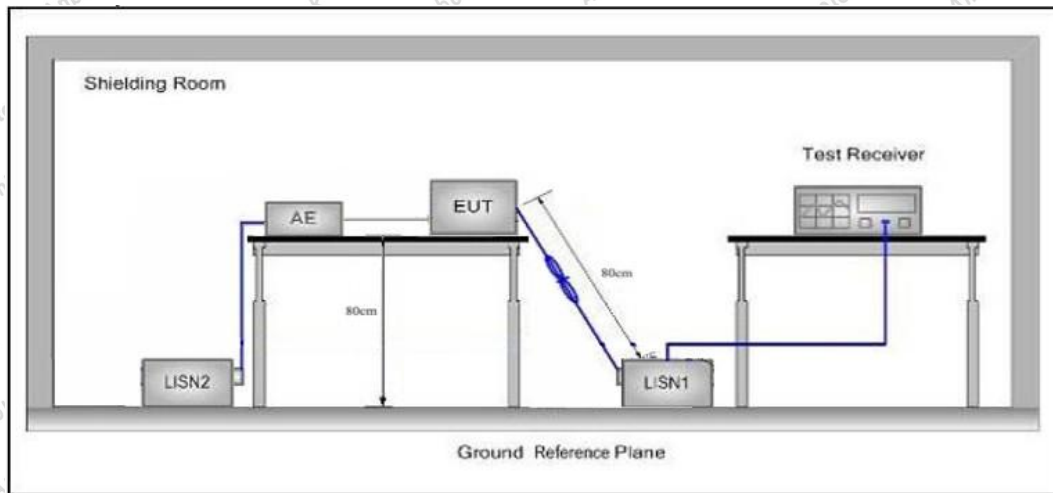 Shielding Room
Test Receiver
AE
EUT
80cm
80cm
LISN2
LISN1
Ground Reference Plane